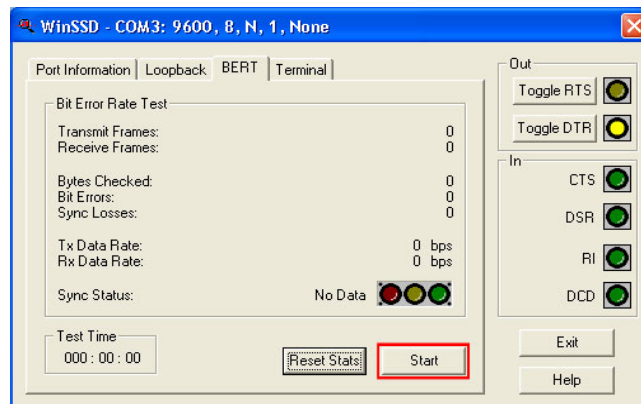 WinSSD - COM3: 9600, 8, N, 1, None
Port Information Loopback BERT Terminal
Bit Error Rate Test
Transmit Frames: 0
Receive Frames: 0
Bytes Checked: 0
Bit Errors: 0
Sync Losses: 0
Tx Data Rate: 0 bps
Rx Data Rate: 0 bps
Sync Status: No Data
Test Time
000 : 00 : 00
Reset Stats Start
Out
Toggle RTS
Toggle DTR
In
CTS
DSR
RI
DCD
Exit
Help